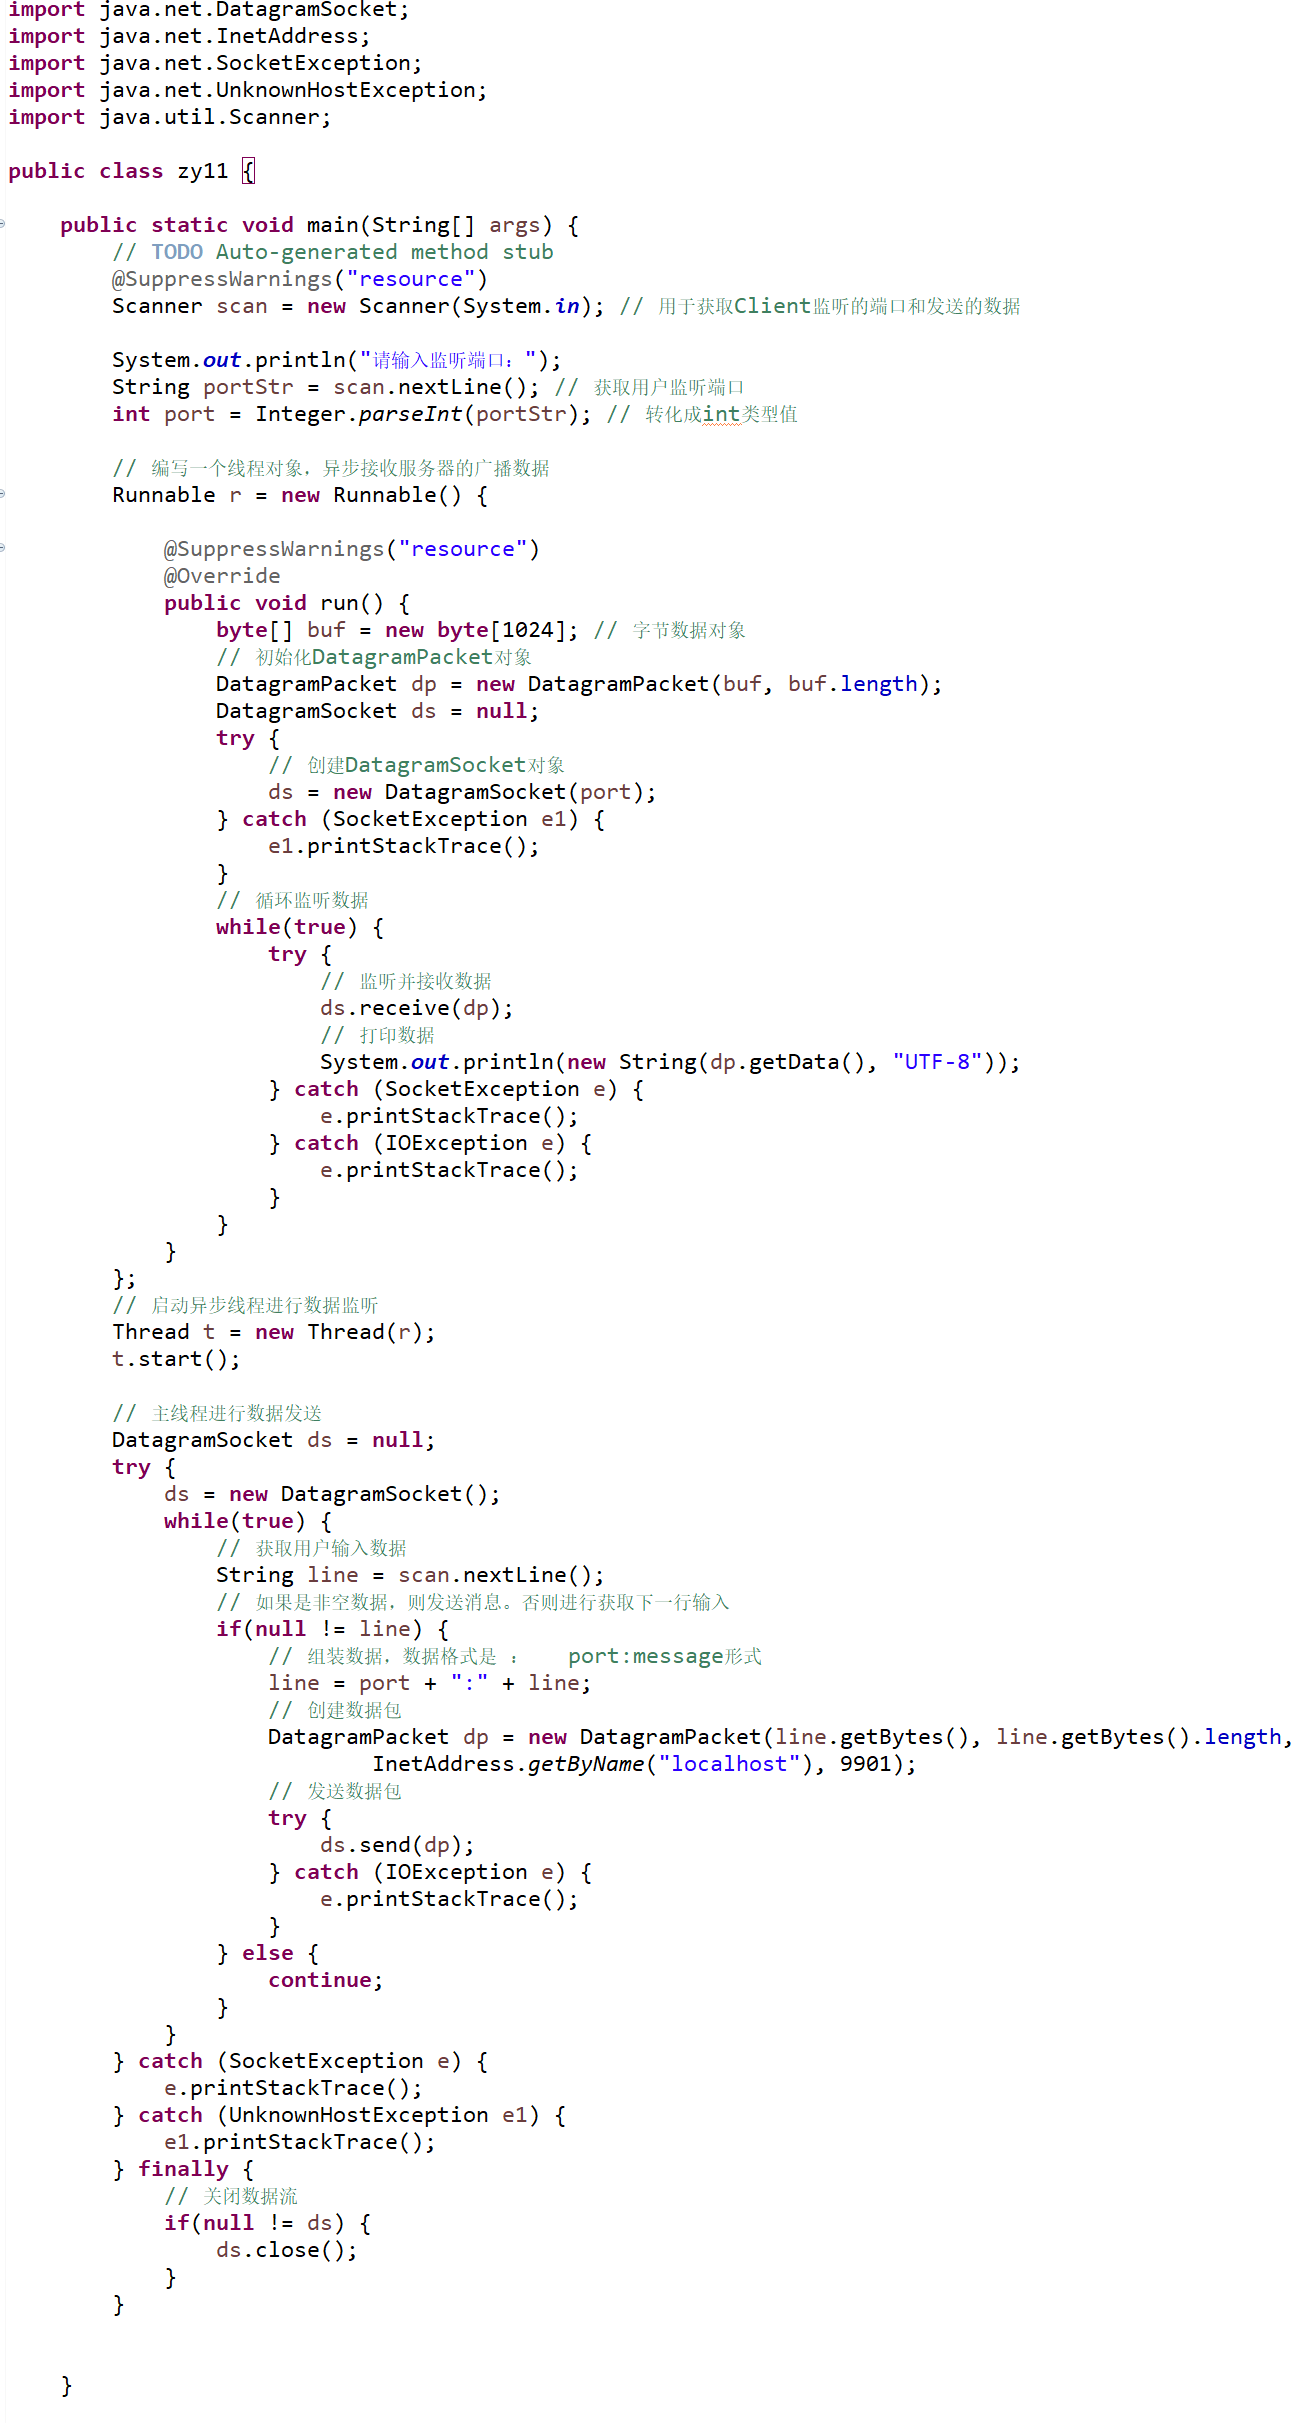 import java.net.DatagramSocket;
import java.net.InetAddress;
import java.net.SocketException;
import java.net.UnknownHostException;
import java.util.Scanner;

public class zy11 {

    public static void main(String[] args) {
        // TODO Auto-generated method stub
        @SuppressWarnings("resource")
        Scanner scan = new Scanner(System.in); // 用于获取Client监听的端口和发送的数据

        System.out.println("请输入监听端口：");
        String portStr = scan.nextLine(); // 获取用户监听端口
        int port = Integer.parseInt(portStr); // 转化成int类型值

        // 编写一个线程对象，异步接收服务器的广播数据
        Runnable r = new Runnable() {

            @SuppressWarnings("resource")
            @Override
            public void run() {
                byte[] buf = new byte[1024]; // 字节数据对象
                // 初始化DatagramPacket对象
                DatagramPacket dp = new DatagramPacket(buf, buf.length);
                DatagramSocket ds = null;
                try {
                    // 创建DatagramSocket对象
                    ds = new DatagramSocket(port);
                } catch (SocketException e1) {
                    e1.printStackTrace();
                }
                // 循环监听数据
                while(true) {
                    try {
                        // 监听并接收数据
                        ds.receive(dp);
                        // 打印数据
                        System.out.println(new String(dp.getData(), "UTF-8"));
                    } catch (SocketException e) {
                        e.printStackTrace();
                    } catch (IOException e) {
                        e.printStackTrace();
                    }
                }
            }
        };
        // 启动异步线程进行数据监听
        Thread t = new Thread(r);
        t.start();

        // 主线程进行数据发送
        DatagramSocket ds = null;
        try {
            ds = new DatagramSocket();
            while(true) {
                // 获取用户输入数据
                String line = scan.nextLine();
                // 如果是非空数据，则发送消息。否则进行获取下一行输入
                if(null != line) {
                    // 组装数据，数据格式是 ：   port:message形式
                    line = port + ":" + line;
                    // 创建数据包
                    DatagramPacket dp = new DatagramPacket(line.getBytes(), line.getBytes().length,
                            InetAddress.getByName("localhost"), 9901);
                    // 发送数据包
                    try {
                        ds.send(dp);
                    } catch (IOException e) {
                        e.printStackTrace();
                    }
                } else {
                    continue;
                }
            }
        } catch (SocketException e) {
            e.printStackTrace();
        } catch (UnknownHostException e1) {
            e1.printStackTrace();
        } finally {
            // 关闭数据流
            if(null != ds) {
                ds.close();
            }
        }


    }